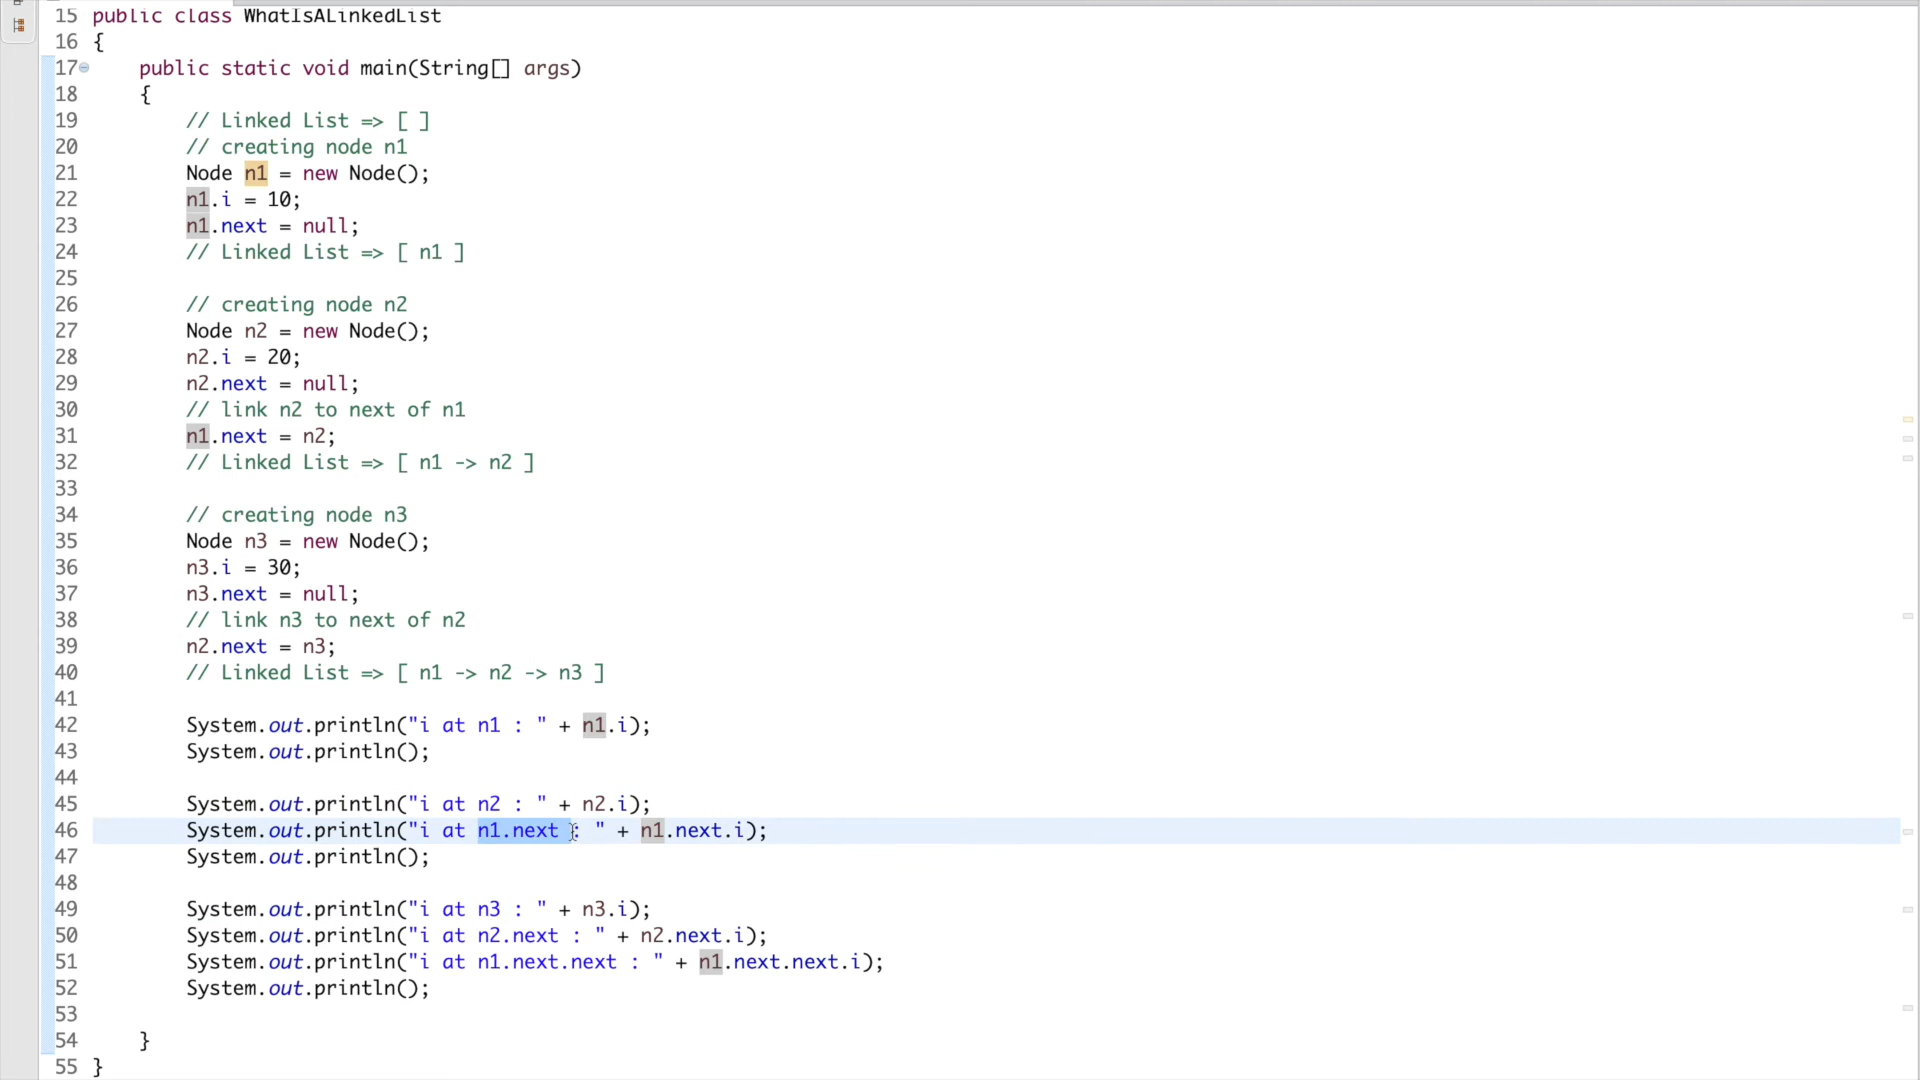 15 public class WhatIsALinkedList
16 {
17 public static void main(String[] args)
18 {
19 // Linked List => [ ]
20 // creating node n1
21 Node n1 = new Node();
22 n1.i = 10;
23 n1.next = null;
24 // Linked List => [ n1 ]
25
26 // creating node n2
27 Node n2 = new Node();
28 n2.i = 20;
29 n2.next = null;
30 // link n2 to next of n1
31 n1.next = n2;
32 // Linked List => [ n1 -> n2 ]
33
34 // creating node n3
35 Node n3 = new Node();
36 n3.i = 30;
37 n3.next = null;
38 // link n3 to next of n2
39 n2.next = n3;
40 // Linked List => [ n1 -> n2 -> n3 ]
41
42 System.out.println("i at n1 : " + n1.i);
43 System.out.println();
44
45 System.out.println("i at n2 : " + n2.i);
46 System.out.println("i at n1.next : " + n1.next.i);
47 System.out.println();
48
49 System.out.println("i at n3 : " + n3.i);
50 System.out.println("i at n2.next : " + n2.next.i);
51 System.out.println("i at n1.next.next : " + n1.next.next.i);
52 System.out.println();
53
54 }
55 }